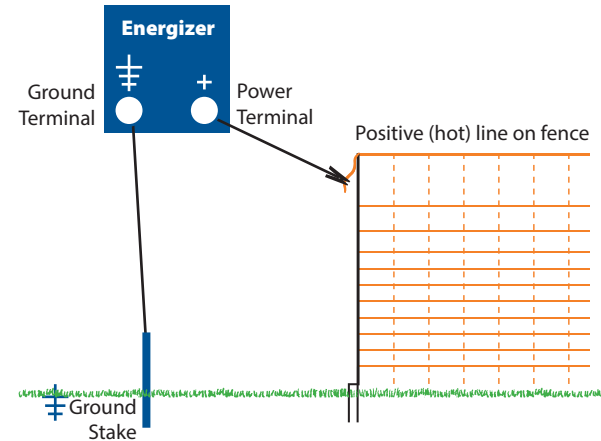 Energizer
Ground
Terminal
+
Power
Terminal
Positive (hot) line on fence
Ground
Stake